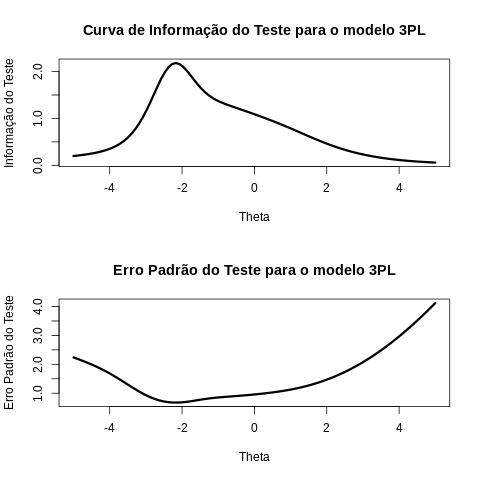 Curva de Informação do Teste para o modelo 3PL
Informação do Teste
0.0 1.0 2.0
-4 -2 0 2 4
Theta
Erro Padrão do Teste para o modelo 3PL
Erro Padrão do Teste
1.0 2.0 3.0 4.0
-4 -2 0 2 4
Theta